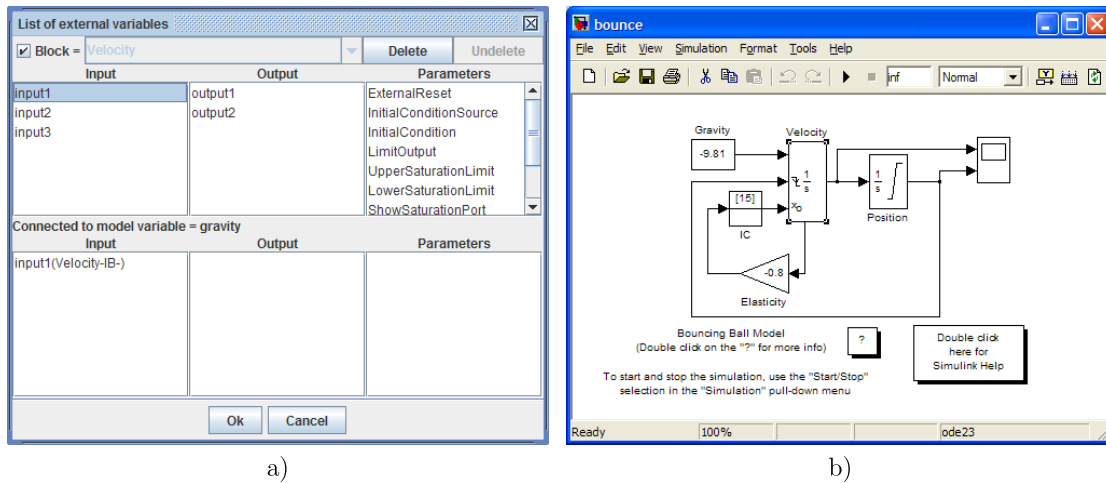 List of external variables
Block = Velocity Delete Undelete
Input Output Parameters
input1 output1 ExternalReset
input2 output2 InitialConditionSource
input3 InitialCondition
LimitOutput
UpperSaturationLimit
LowerSaturationLimit
ShowSaturationPort
Connected to model variable = gravity
Input Output Parameters
input1(Velocity-IB-)
Ok Cancel
a)
bounce
File Edit View Simulation Format Tools Help
inf Normal
Gravity
-9.81
Velocity
1
s
xo
[15]
IC
-0.8
Elasticity
1
s
Position
Bouncing Ball Model
(Double click on the "?" for more info)
?
Double click
here for
Simulink Help
To start and stop the simulation, use the "Start/Stop"
selection in the "Simulation" pull-down menu
Ready 100% ode23
b)